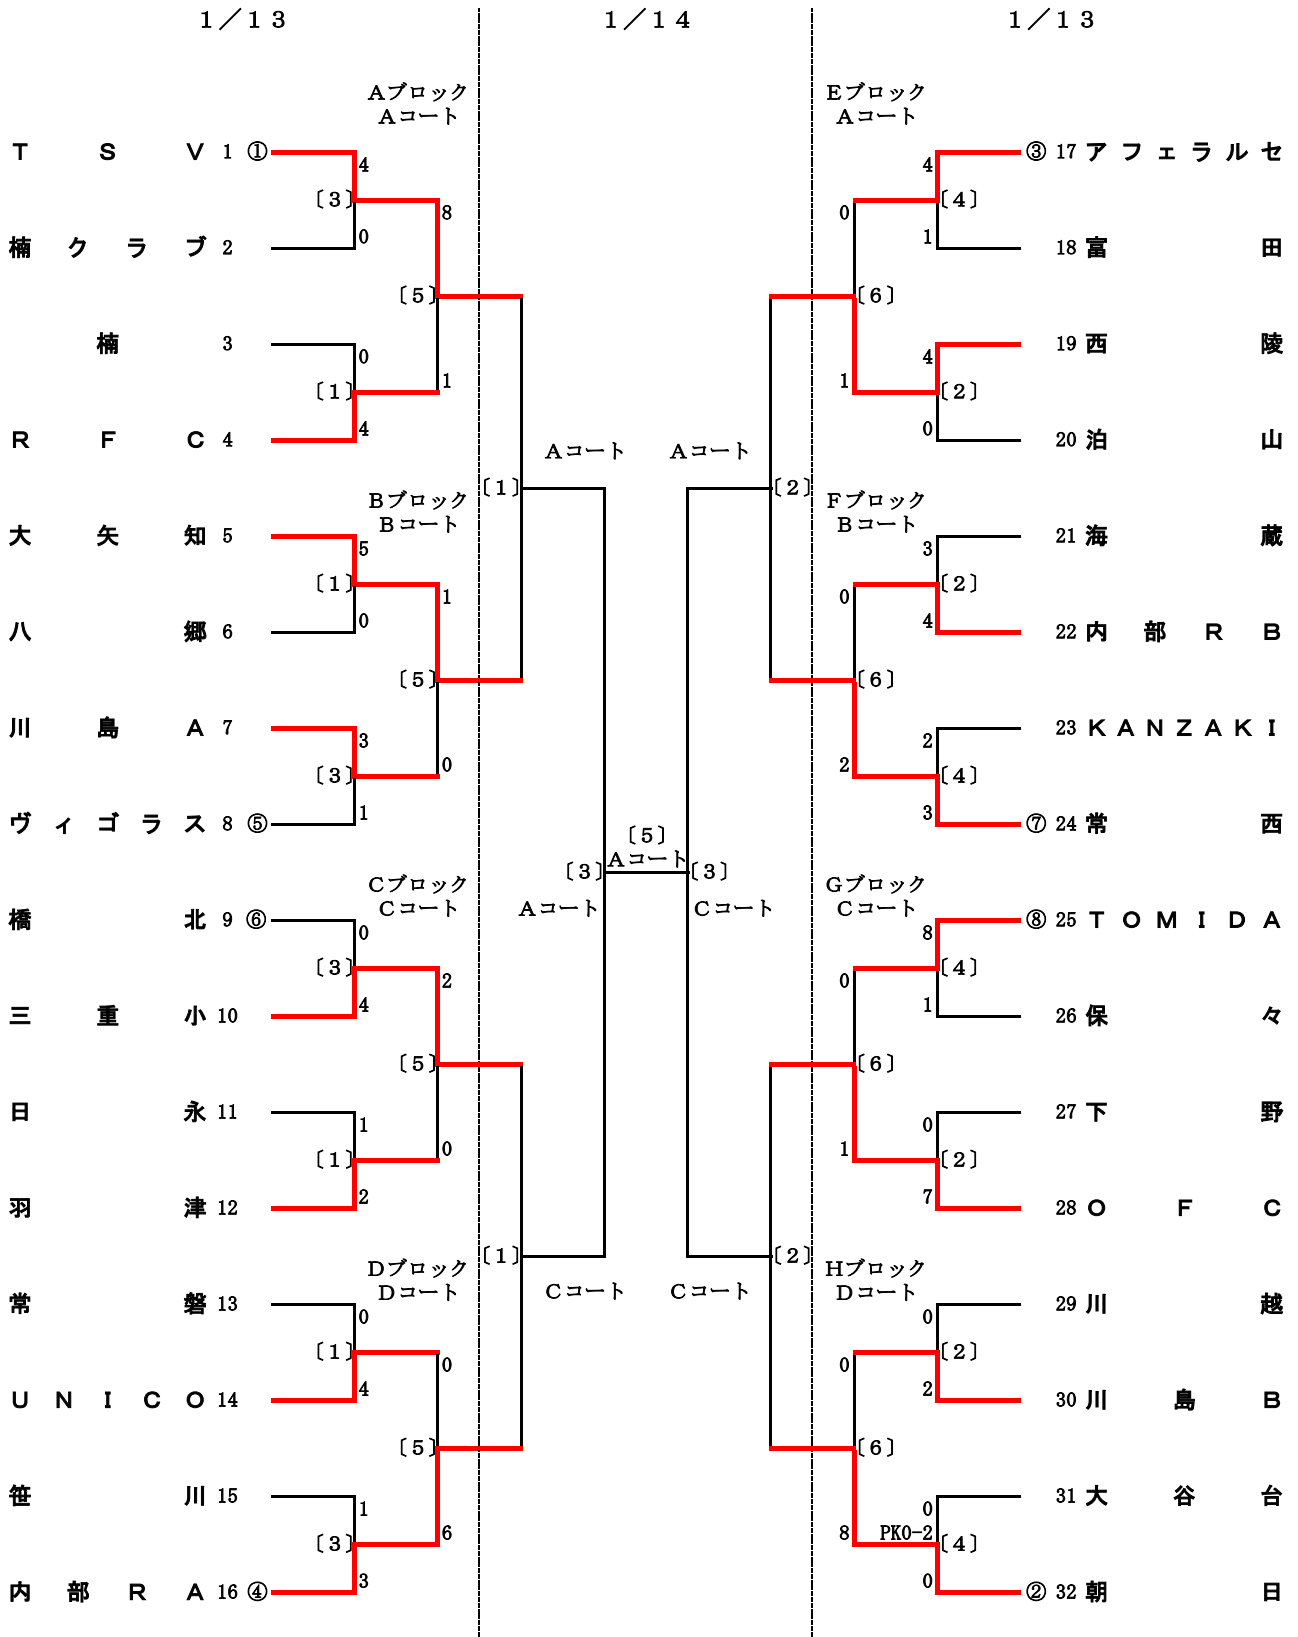 １／１３
１／１４
１／１３
Ａブロック
Ａコート
Ｅブロック
Ａコート
ＴＳＶ 1 ①
4
〔３〕
0
8
楠クラブ 2
〔５〕
楠 3
0
〔１〕
4
1
ＲＦＣ 4
Ａコート
〔１〕
Ｂブロック
Ｂコート
大矢知 5
5
〔１〕
0
1
八郷 6
〔５〕
川島Ａ 7
3
〔３〕
1
0
ヴィゴラス 8 ⑤
〔３〕
Ａコート
Ｃブロック
Ｃコート
橋北 9 ⑥
0
〔３〕
4
2
三重小 10
〔５〕
日永 11
1
〔１〕
2
0
羽津 12
〔１〕
Ｃコート
Ｄブロック
Ｄコート
常磐 13
0
〔１〕
4
0
ＵＮＩＣＯ 14
〔５〕
笹川 15
1
〔３〕
3
6
内部ＲＡ 16 ④
〔５〕
Ａコート
③ 17 アフェラルセ
4
〔４〕
1
0
18 富田
〔６〕
19 西陵
4
〔２〕
0
1
20 泊山
Ａコート
〔２〕
Ｆブロック
Ｂコート
21 海蔵
3
〔２〕
4
0
22 内部ＲＢ
〔６〕
23 ＫＡＮＺＡＫＩ
2
〔４〕
3
2
⑦ 24 常西
〔３〕
Ｃコート
Ｇブロック
Ｃコート
⑧ 25 ＴＯＭＩＤＡ
8
〔４〕
1
0
26 保々
〔６〕
27 下野
0
〔２〕
7
1
28 ＯＦＣ
〔２〕
Ｃコート
Ｈブロック
Ｄコート
29 川越
0
〔２〕
2
0
30 川島Ｂ
〔６〕
31 大谷台
0
PK0-2
〔４〕
0
8
② 32 朝日